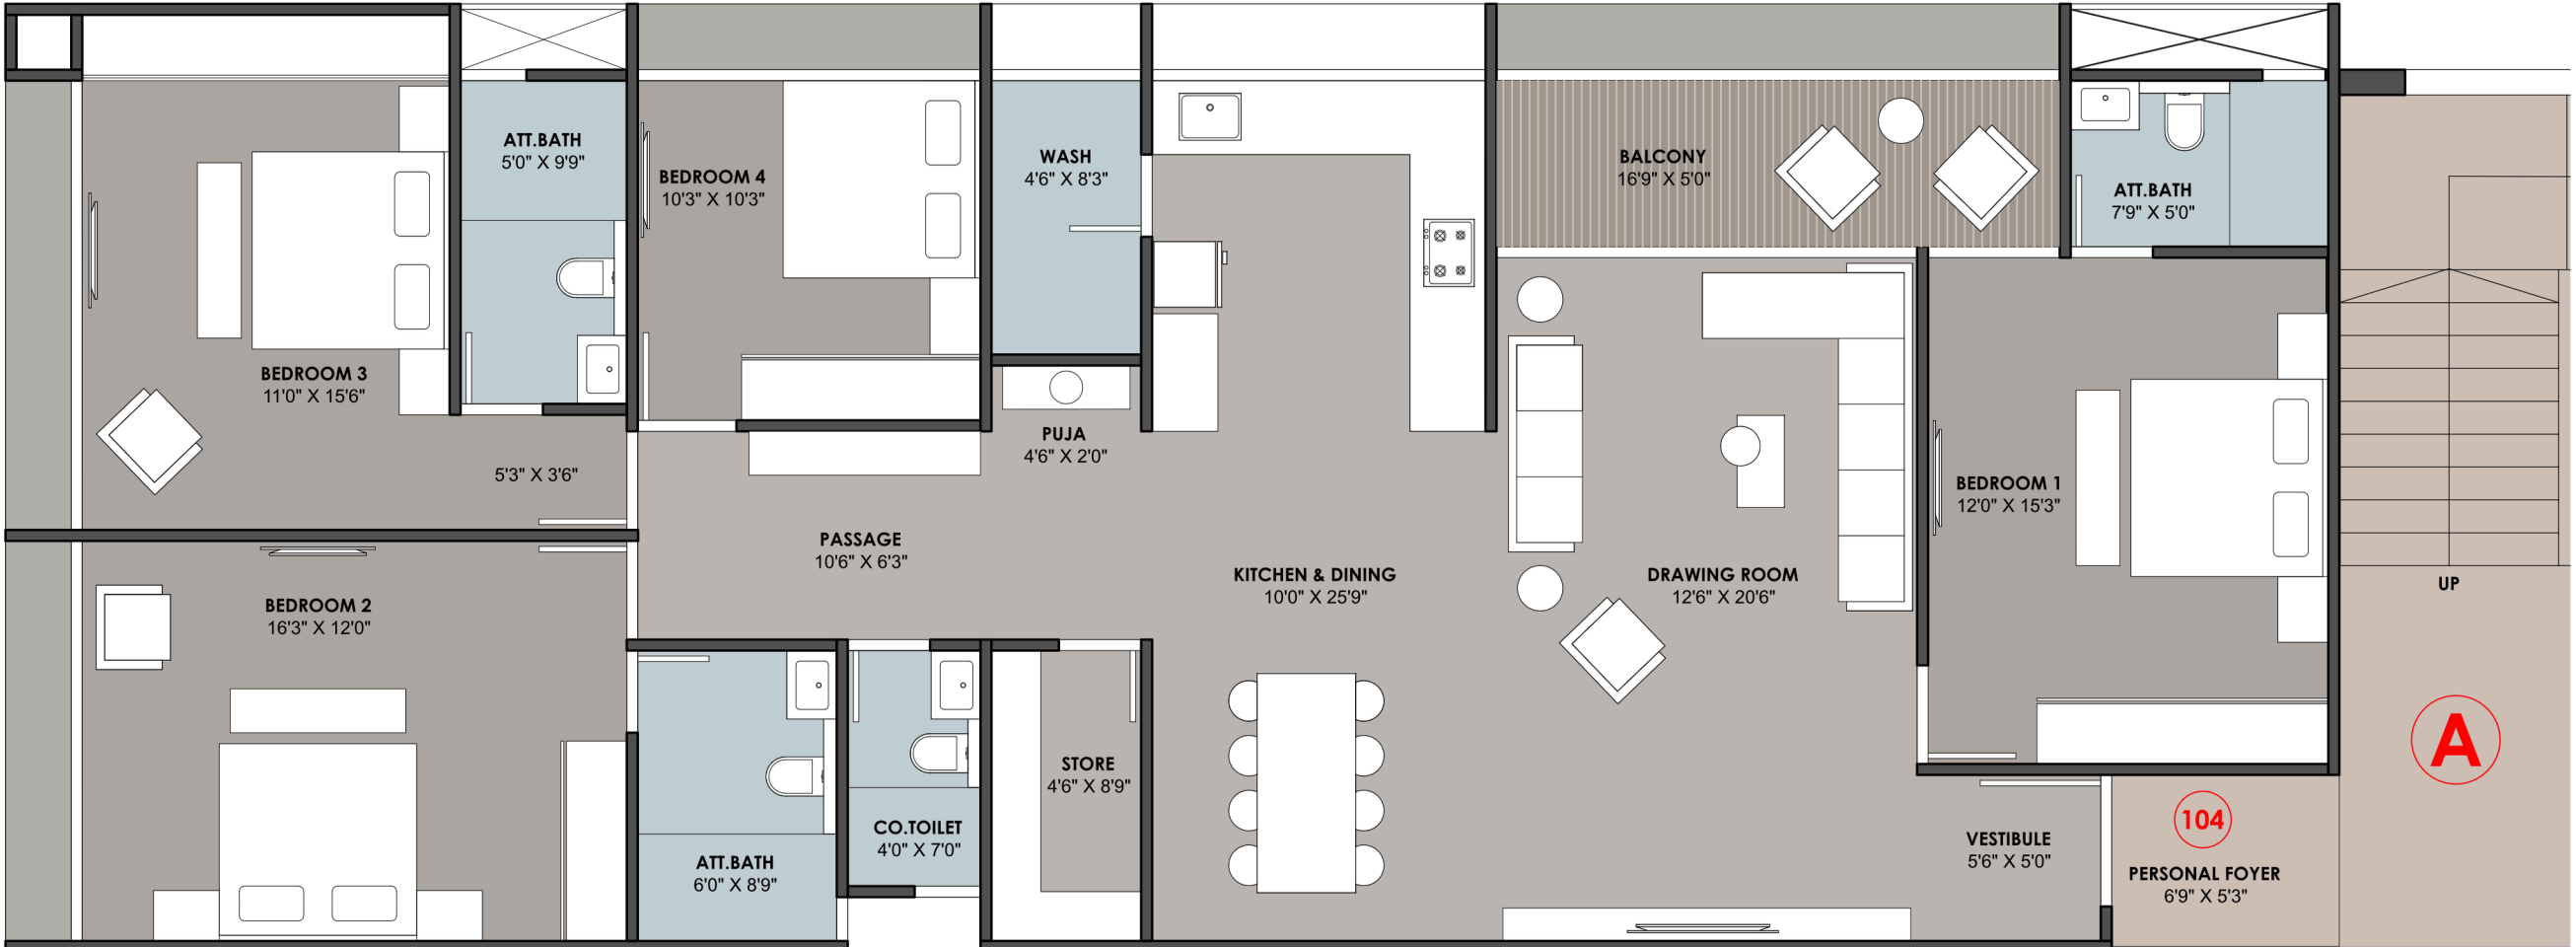 ATT.BATH
5'0" X 9'9"
BEDROOM 4
10'3" X 10'3"
WASH
4'6" X 8'3"
BALCONY
16'9" X 5'0"
ATT.BATH
7'9" X 5'0"
BEDROOM 3
11'0" X 15'6"
5'3" X 3'6"
PUJA
4'6" X 2'0"
PASSAGE
10'6" X 6'3"
KITCHEN & DINING
10'0" X 25'9"
DRAWING ROOM
12'6" X 20'6"
BEDROOM 1
12'0" X 15'3"
UP
BEDROOM 2
16'3" X 12'0"
A
STORE
4'6" X 8'9"
CO.TOILET
4'0" X 7'0"
ATT.BATH
6'0" X 8'9"
VESTIBULE
5'6" X 5'0"
104
PERSONAL FOYER
6'9" X 5'3"